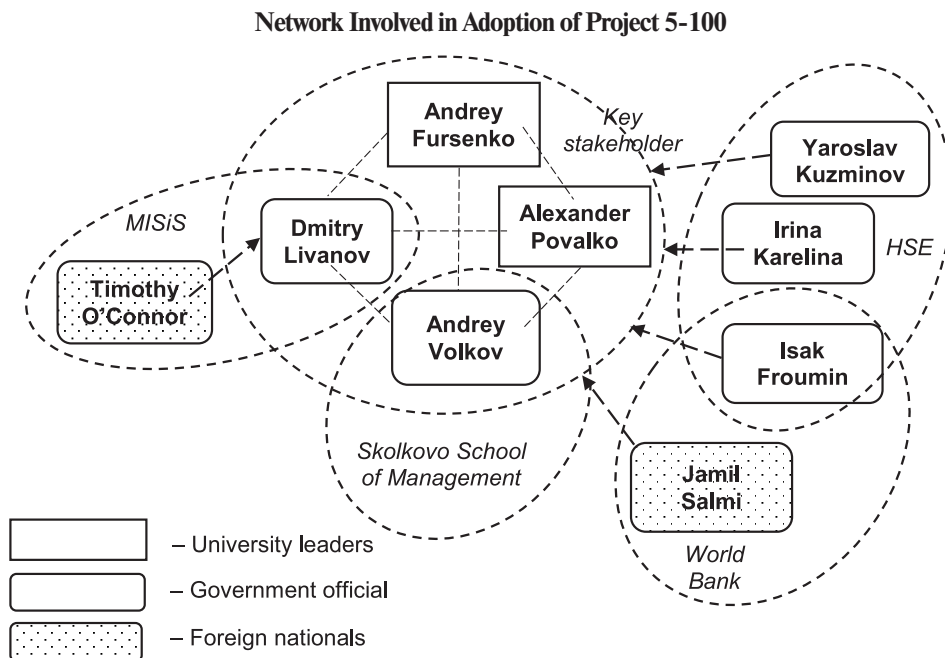 Network Involved in Adoption of Project 5-100
Andrey
Fursenko
Key
stakeholder
Yaroslav
Kuzminov
MISiS
Dmitry
Livanov
Alexander
Povalko
Irina
Karelina
HSE
Timothy
O’Connor
Andrey
Volkov
Isak
Froumin
Skolkovo School
of Management
Jamil
Salmi
World
Bank
– University leaders
– Government official
– Foreign nationals